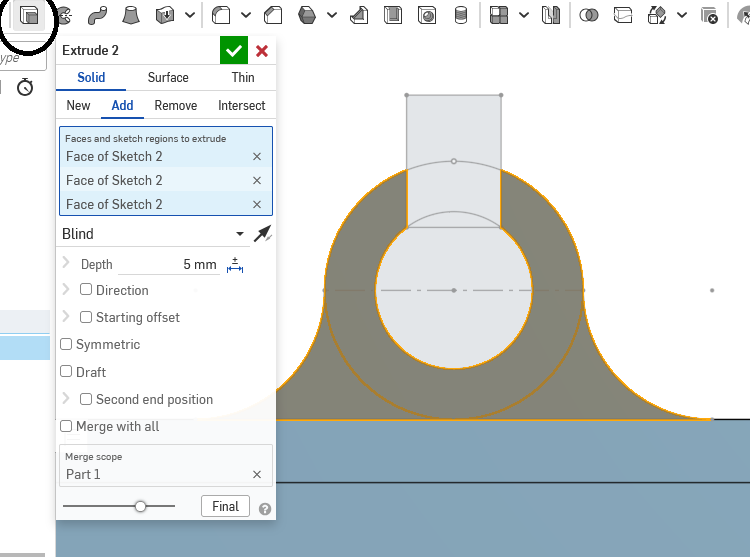 ype
Extrude 2
Solid Surface Thin
New Add Remove Intersect
Faces and sketch regions to extrude
Face of Sketch 2 ×
Face of Sketch 2 ×
Face of Sketch 2 ×
Blind
Depth 5 mm
Direction
Starting offset
Symmetric
Draft
Second end position
Merge with all
Merge scope
Part 1 ×
Final ?